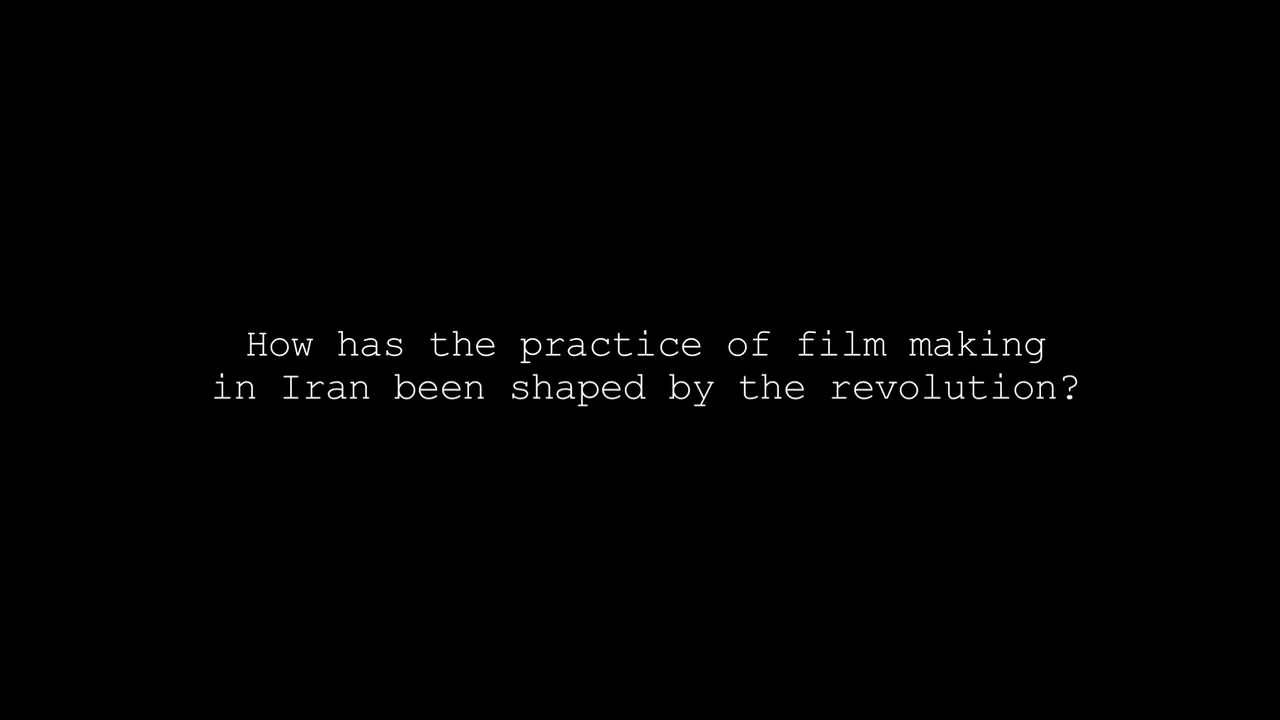 How has the practice of film making
in Iran been shaped by the revolution?